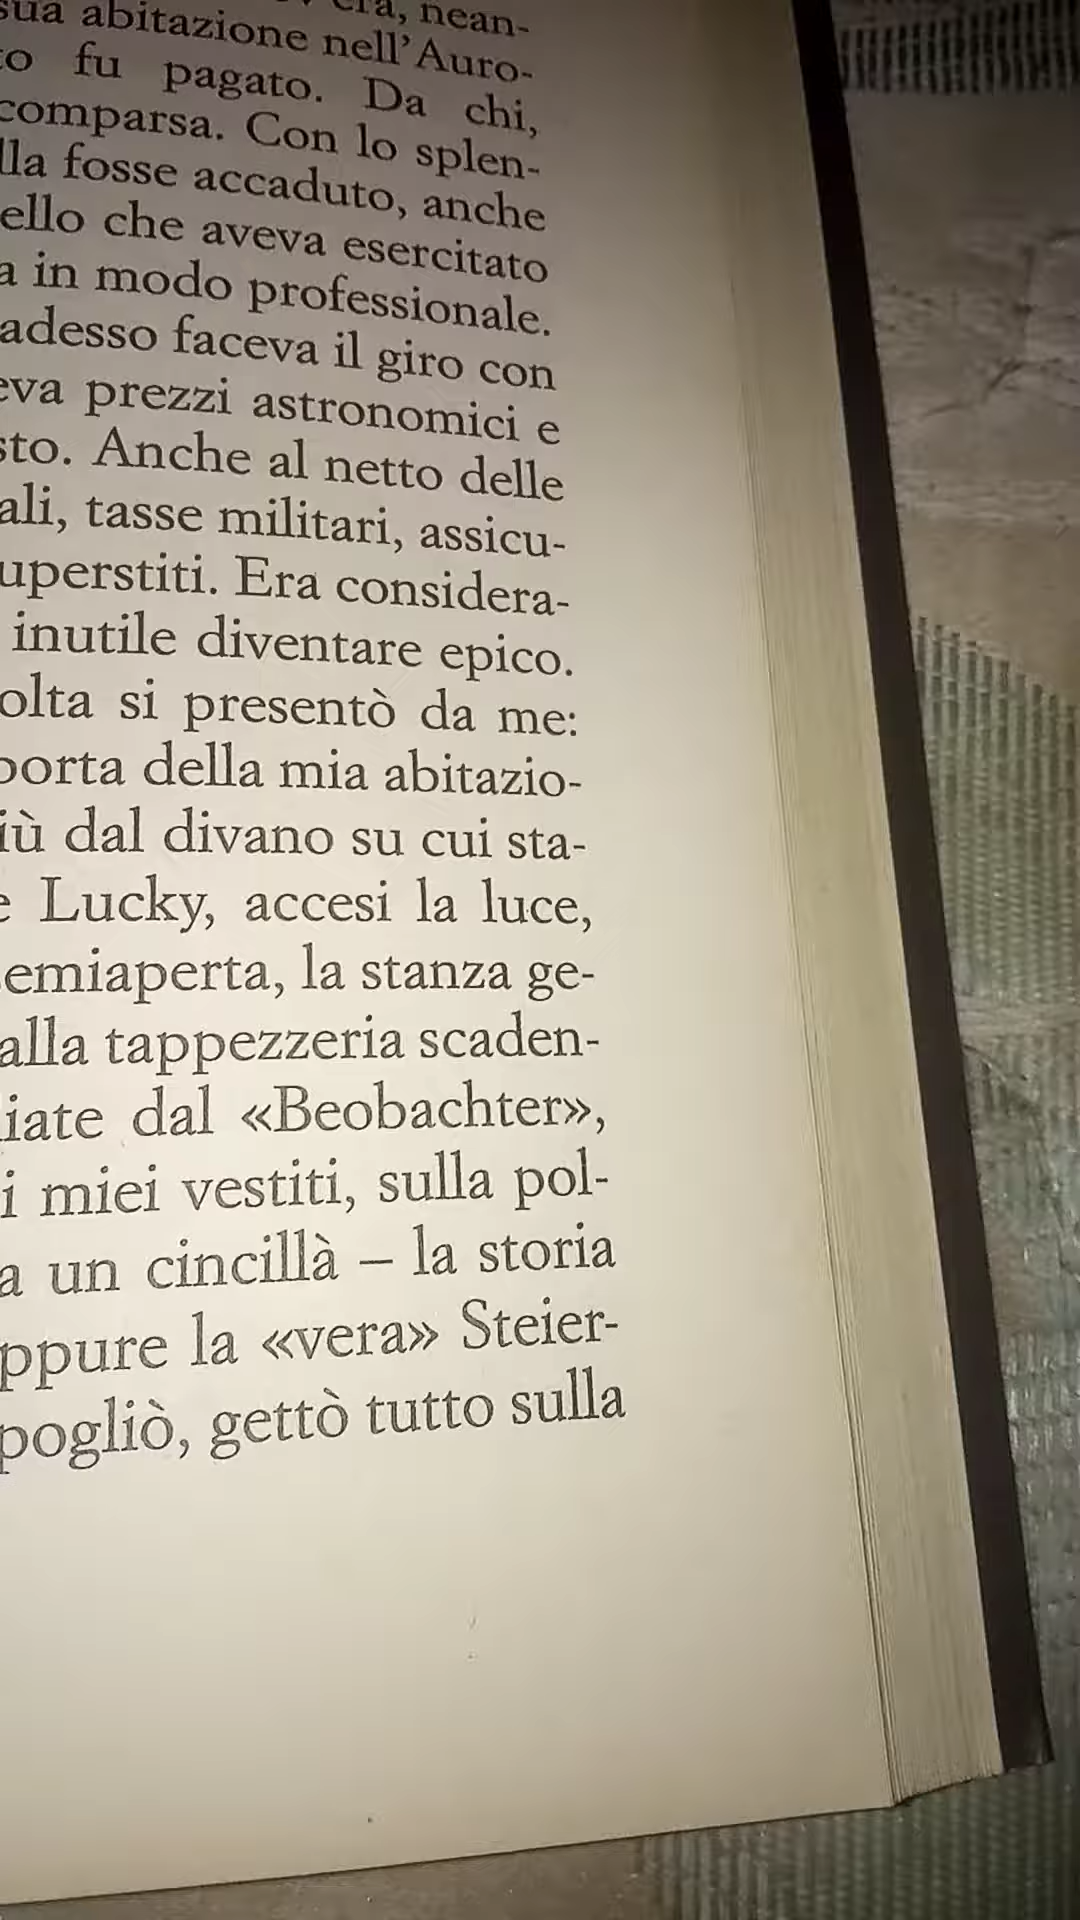 sua abitazione nell'Auro-
fu pagato. Da chi,
comparsa. Con lo splen-
lla fosse accaduto, anche
ello che aveva esercitato
a in modo professionale.
adesso faceva il giro con
eva prezzi astronomici e
sto. Anche al netto delle
ali, tasse militari, assicu-
uperstiti. Era considera-
inutile diventare epico.
olta si presentò da me:
porta della mia abitazio-
iù dal divano su cui sta-
e Lucky, accesi la luce,
emiaperta, la stanza ge-
alla tappezzeria scaden-
iate dal «Beobachter»,
i miei vestiti, sulla pol-
a un cincillà – la storia
ppure la «vera» Steier-
pogliò, gettò tutto sulla